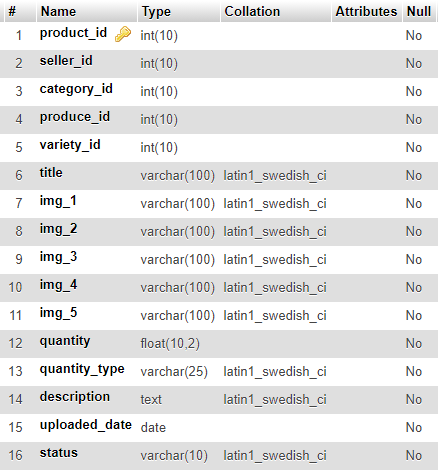 # Name Type Collation Attributes Null
1 product_id int(10) No
2 seller_id int(10) No
3 category_id int(10) No
4 produce_id int(10) No
5 variety_id int(10) No
6 title varchar(100) latin1_swedish_ci No
7 img_1 varchar(100) latin1_swedish_ci No
8 img_2 varchar(100) latin1_swedish_ci No
9 img_3 varchar(100) latin1_swedish_ci No
10 img_4 varchar(100) latin1_swedish_ci No
11 img_5 varchar(100) latin1_swedish_ci No
12 quantity float(10,2) No
13 quantity_type varchar(25) latin1_swedish_ci No
14 description text latin1_swedish_ci No
15 uploaded_date date No
16 status varchar(10) latin1_swedish_ci No